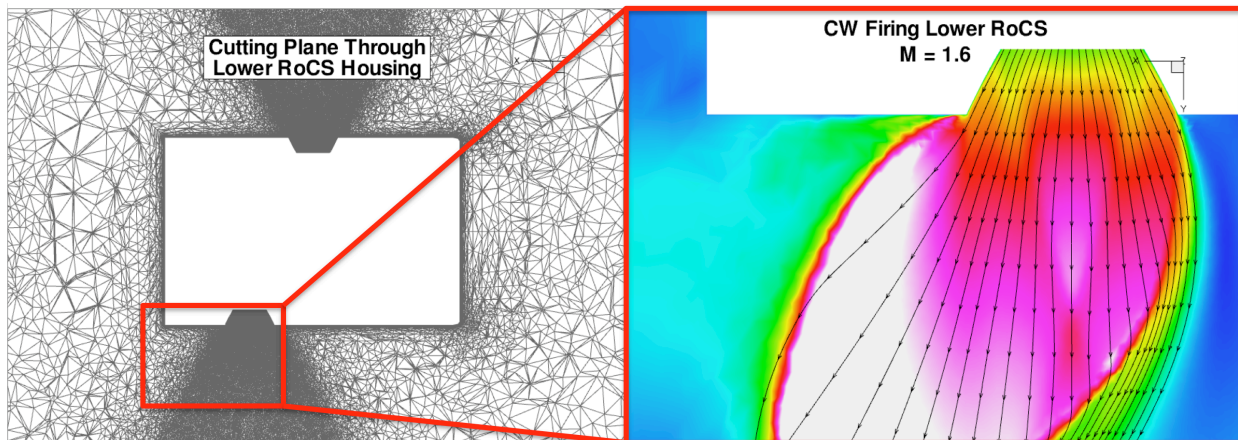 Cutting Plane Through
Lower RoCS Housing
X
CW Firing Lower RoCS
M = 1.6
X
Z
Y